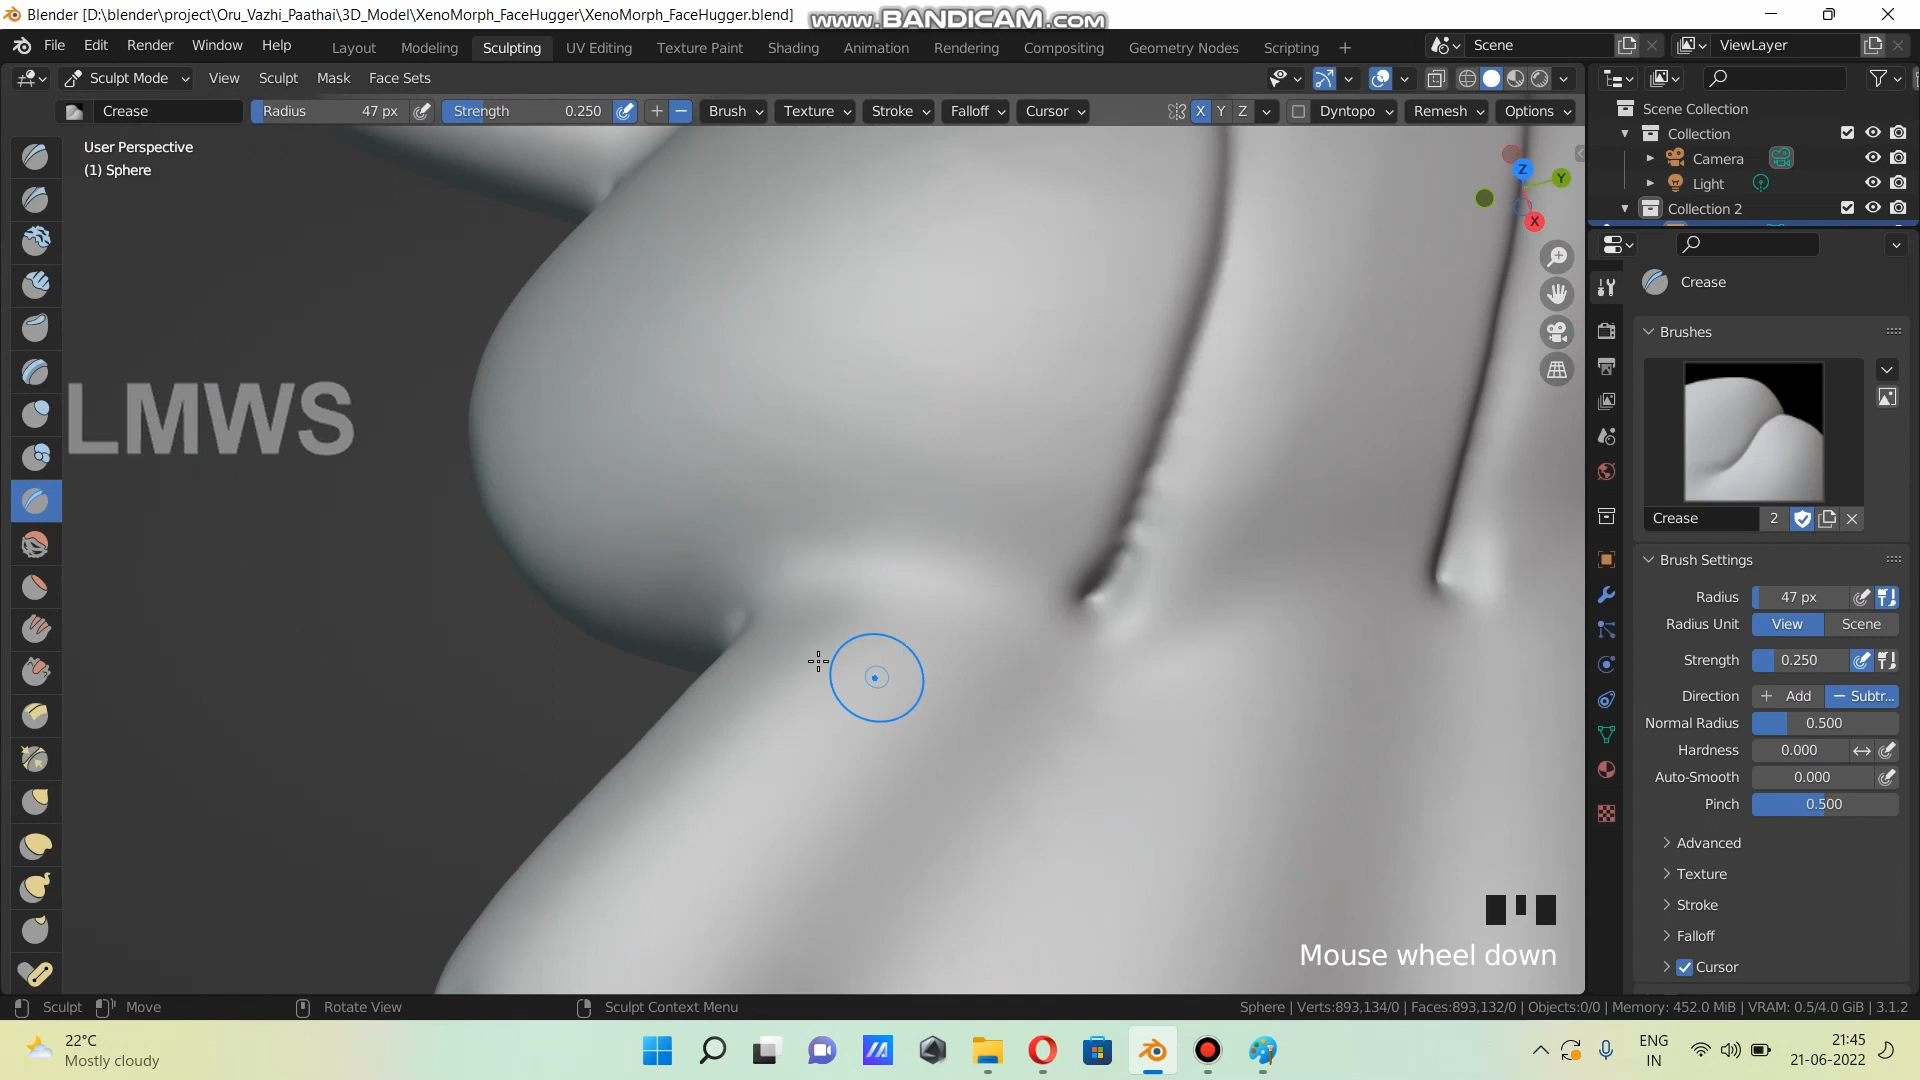 Blender [D:\blender\project\Oru_Vazhi_Paathai\3D_Model\XenoMorph_FaceHugger\XenoMorph_FaceHugger.blend]
www.BANDICAM.com
File Edit Render Window Help
Layout Modeling Sculpting UV Editing Texture Paint Shading Animation Rendering Compositing Geometry Nodes Scripting +
Scene
ViewLayer
Sculpt Mode View Sculpt Mask Face Sets
Crease Radius 47 px Strength 0.250 + − Brush Texture Stroke Falloff Cursor
X Y Z Dyntopo Remesh Options
User Perspective
(1) Sphere
Z
Y
X
LMWS
Scene Collection
Collection
Camera
Light
Collection 2
Crease
Brushes
Crease 2
Brush Settings
Radius 47 px
Radius Unit View Scene
Strength 0.250
Direction + Add − Subtr...
Normal Radius 0.500
Hardness 0.000
Auto-Smooth 0.000
Pinch 0.500
Advanced
Texture
Stroke
Falloff
Cursor
Mouse wheel down
Sculpt Move Rotate View Sculpt Context Menu
Sphere | Verts:893,134/0 | Faces:893,132/0 | Objects:0/0 | Memory: 452.0 MiB | VRAM: 0.5/4.0 GiB | 3.1.2
22°C
Mostly cloudy
ENG
IN
21:45
21-06-2022